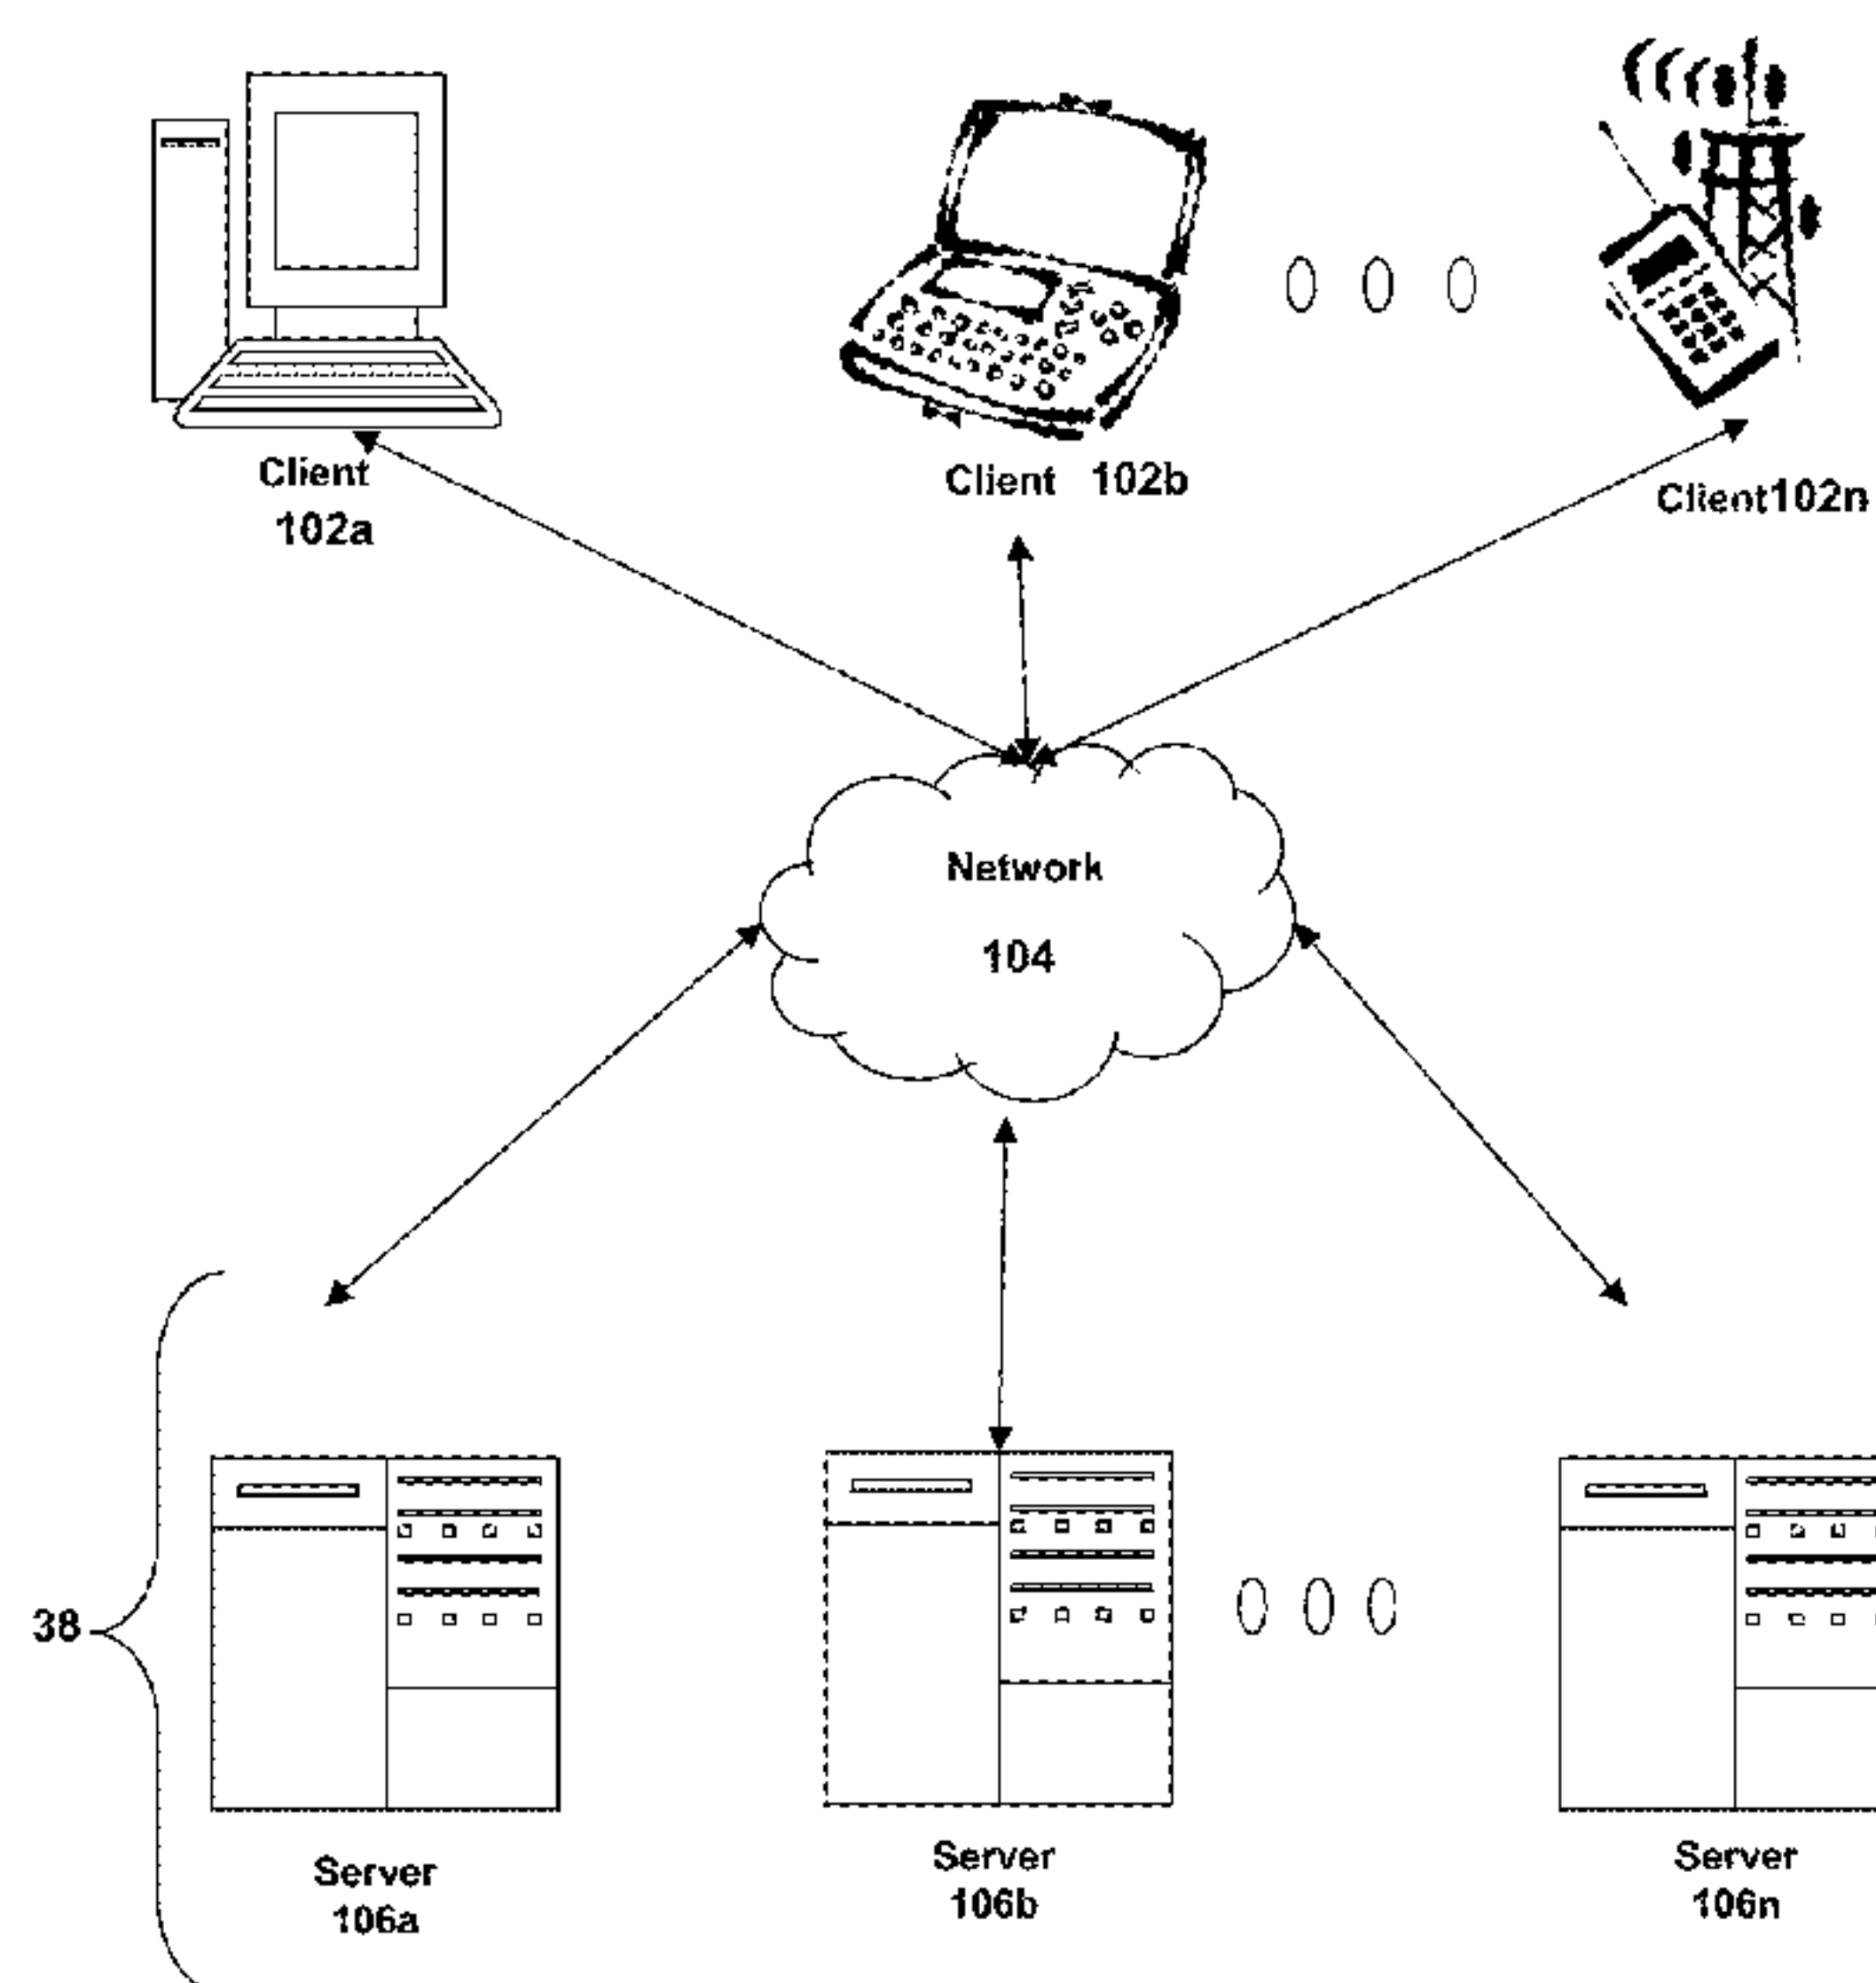 Client
102a
Client 102b
Client102n
Network
104
38
Server
106a
Server
106b
Server
106n